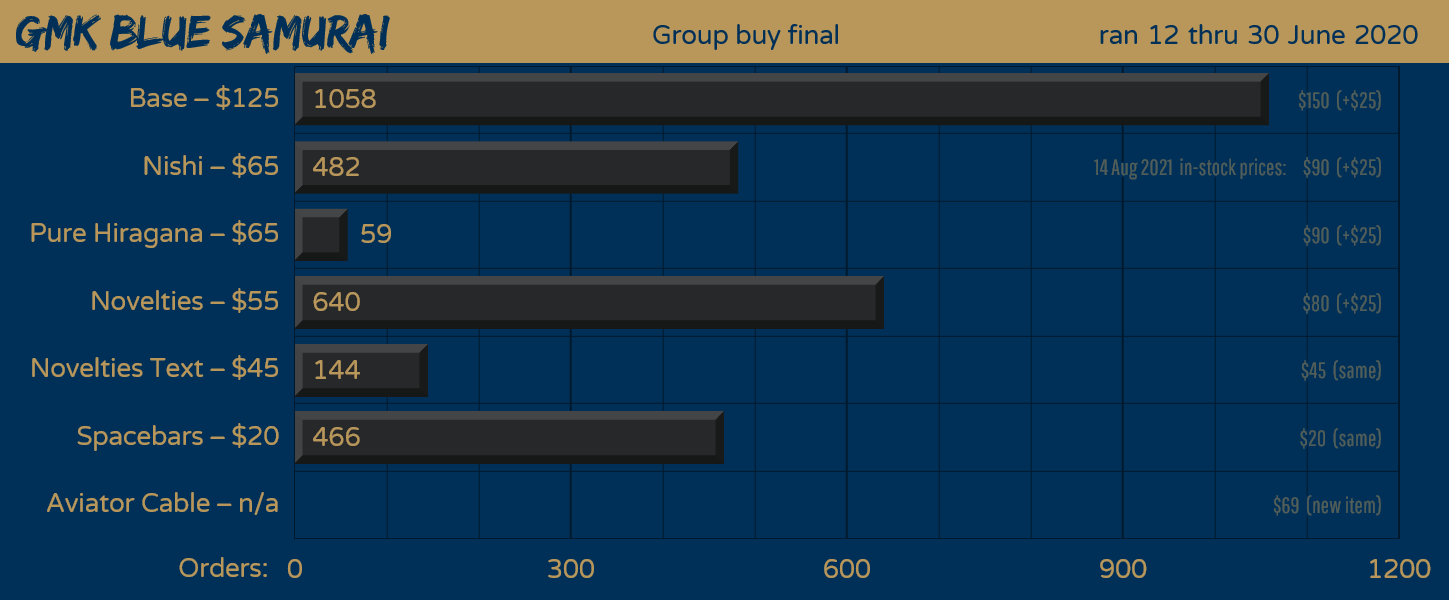 GMK BLUE SAMURAI Group buy final ran 12 thru 30 June 2020
Base – $125 1058 $150 (+$25)
Nishi – $65 482 14 Aug 2021 in-stock prices: $90 (+$25)
Pure Hiragana – $65 59 $90 (+$25)
Novelties – $55 640 $80 (+$25)
Novelties Text – $45 144 $45 (same)
Spacebars – $20 466 $20 (same)
Aviator Cable – n/a $69 (new item)
Orders: 0 300 600 900 1200